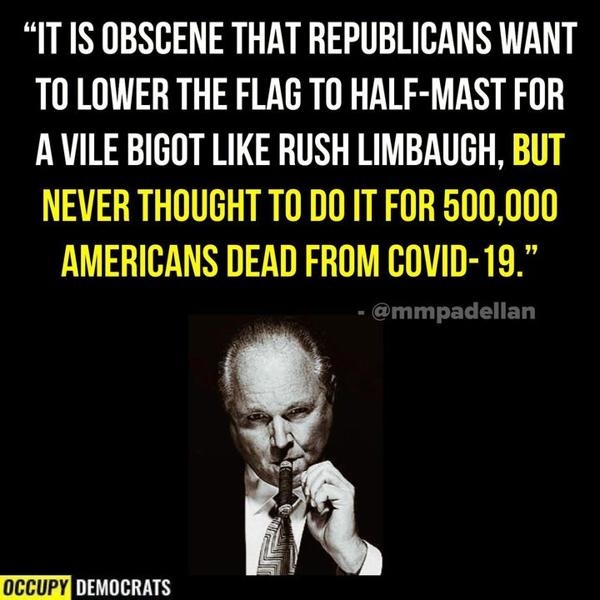 “IT IS OBSCENE THAT REPUBLICANS WANT
TO LOWER THE FLAG TO HALF-MAST FOR
A VILE BIGOT LIKE RUSH LIMBAUGH, BUT
NEVER THOUGHT TO DO IT FOR 500,000
AMERICANS DEAD FROM COVID-19.”
- @mmpadellan
OCCUPY DEMOCRATS